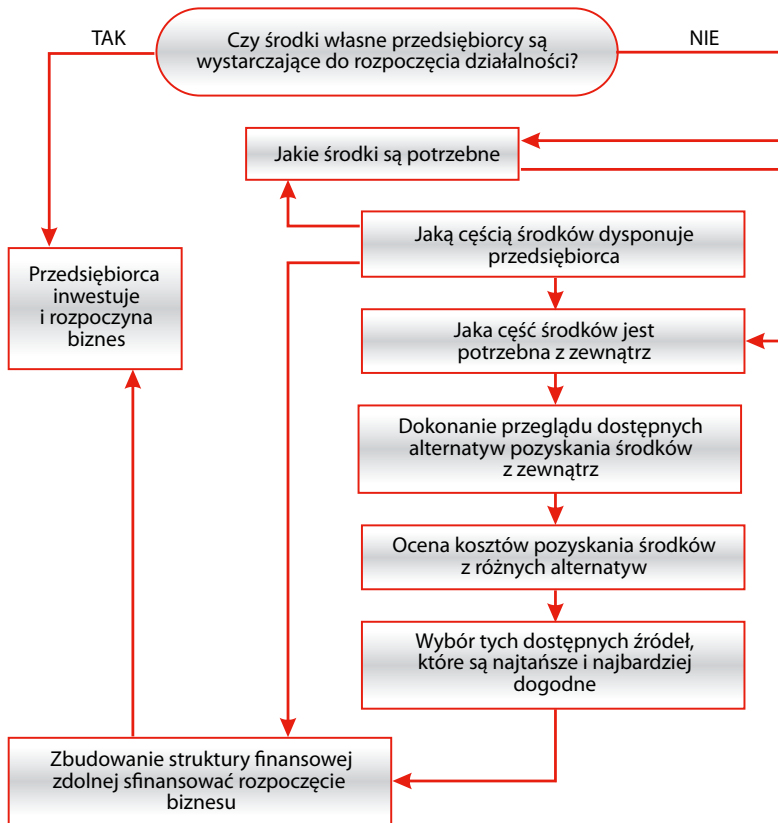 TAK
Czy środki własne przedsiębiorcy są
wystarczające do rozpoczęcia działalności?
NIE
Jakie środki są potrzebne
Jaką cęścią środków dysponuje
przedsiębiorca
Przedsiębiorca
inwestuje
i rozpoczyna
biznes
Jaka cęść środków jest
potrzebna z zewnątrz
Dokonanie przeglądu dostępnych
alternatyw pozyskania środków
z zewnątrz
Ocena kosztów pozyskania środków
z różnych alternatyw
Wybór tych dostępnych źródeł,
które są najtańsze i najbardziej
dogodne
Zbudowanie struktury finansowej
zdolnej sfinansować rozpoczęcie
biznesu